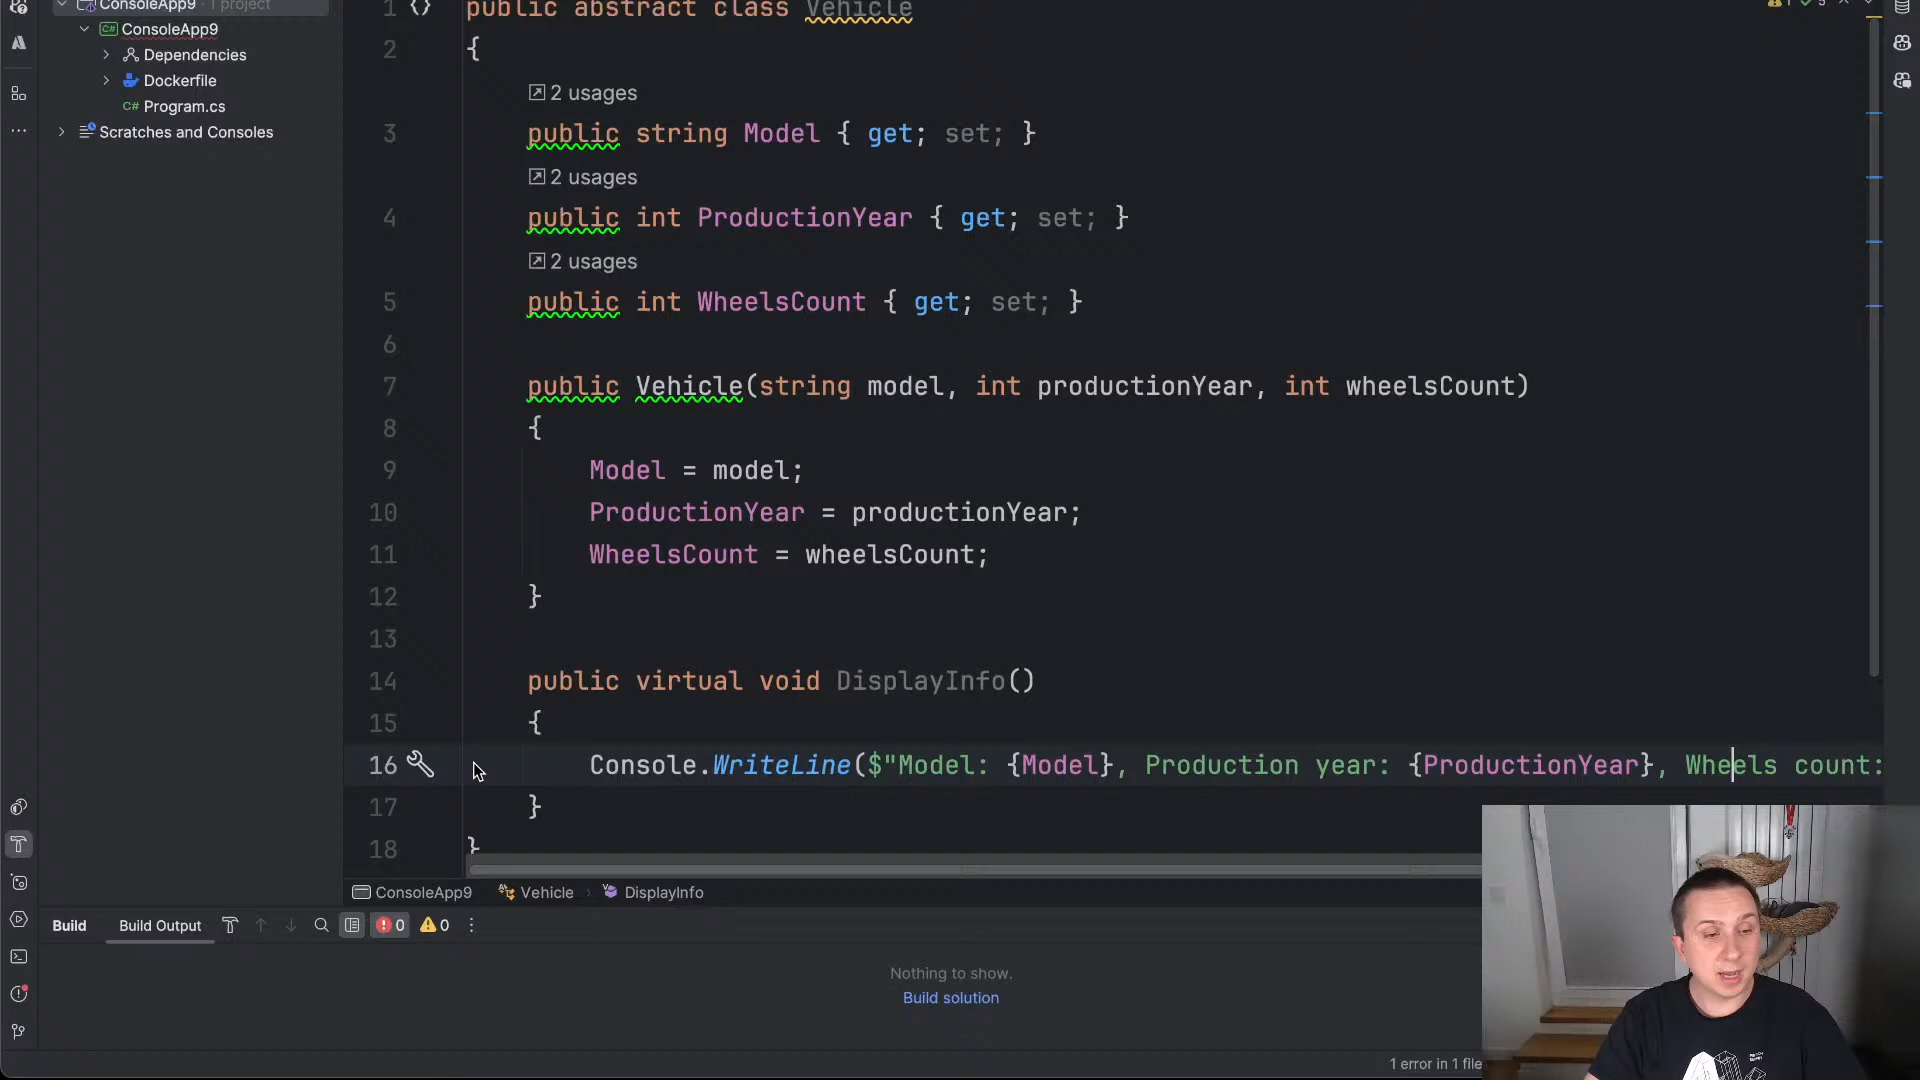 ConsoleApp9 · 1 project
ConsoleApp9
Dependencies
Dockerfile
C# Program.cs
Scratches and Consoles
1 public abstract class Vehicle
2 {
2 usages
3 public string Model { get; set; }
2 usages
4 public int ProductionYear { get; set; }
2 usages
5 public int WheelsCount { get; set; }
6
7 public Vehicle(string model, int productionYear, int wheelsCount)
8 {
9 Model = model;
10 ProductionYear = productionYear;
11 WheelsCount = wheelsCount;
12 }
13
14 public virtual void DisplayInfo()
15 {
16 Console.WriteLine($"Model: {Model}, Production year: {ProductionYear}, Wheels count:
17 }
18 }
ConsoleApp9 Vehicle DisplayInfo
Build Build Output 0 0
Nothing to show.
Build solution
1 error in 1 file